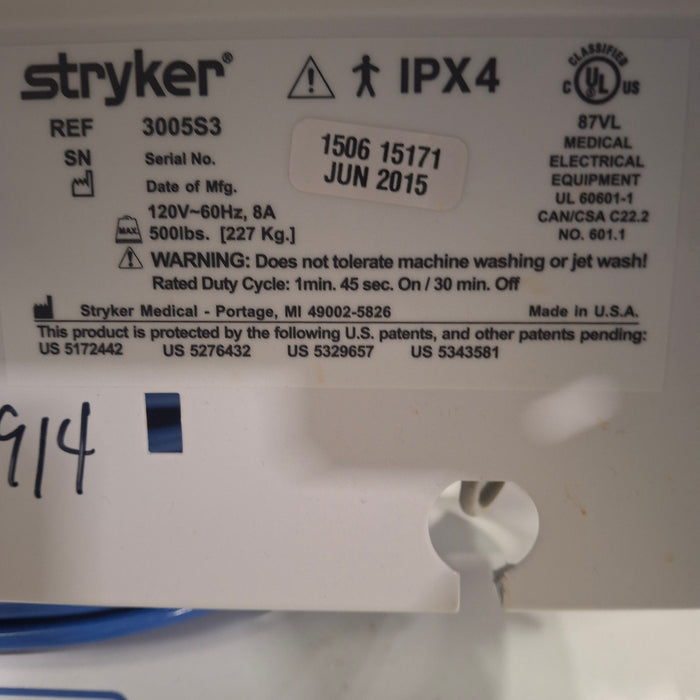 stryker®
IPX4
CLASSIFIED
C UL US
REF 3005S3
SN Serial No.
Date of Mfg.
1506 15171
JUN 2015
87VL
MEDICAL
ELECTRICAL
EQUIPMENT
UL 60601-1
CAN/CSA C22.2
NO. 601.1
120V~60Hz, 8A
MAX 500lbs. [227 Kg.]
WARNING: Does not tolerate machine washing or jet wash!
Rated Duty Cycle: 1min. 45 sec. On / 30 min. Off
Stryker Medical - Portage, MI 49002-5826 Made in U.S.A.
This product is protected by the following U.S. patents, and other patents pending:
US 5172442 US 5276432 US 5329657 US 5343581
914